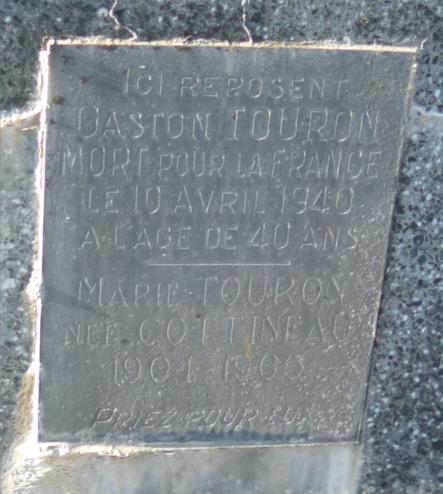 ICI REPOSENT
GASTON TOURON
MORT POUR LA FRANCE
LE 10 AVRIL 1940
A L'AGE DE 40 ANS
MARIE TOURON
NÉE COTTINEAU
1904
PRIEZ POUR EUX